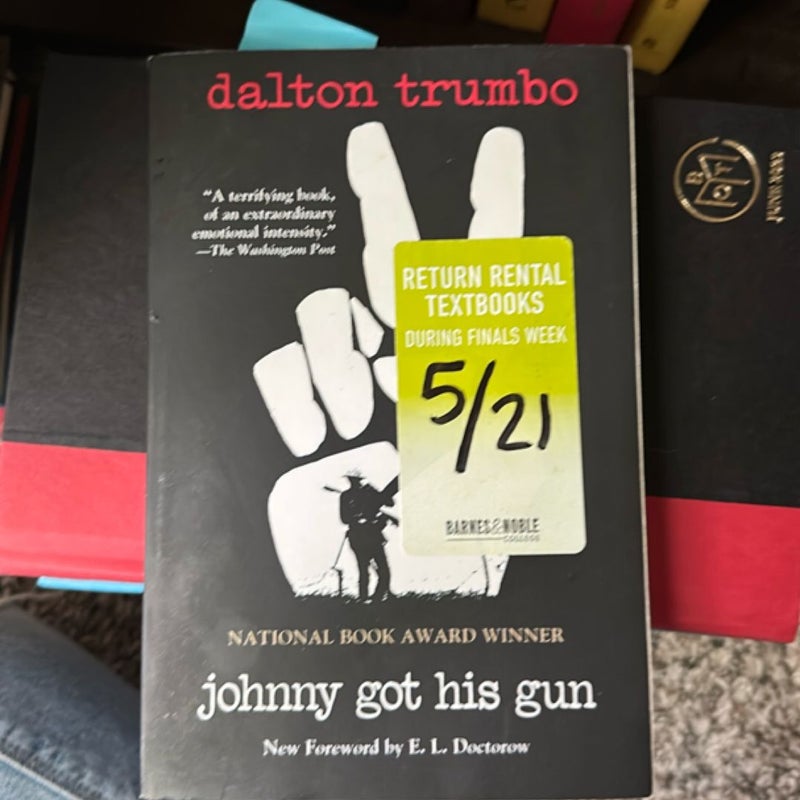 dalton trumbo
“A terrifying book,
of an extraordinary
emotional intensity.”
—The Washington Post
RETURN RENTAL
TEXTBOOKS
DURING FINALS WEEK
5/21
BARNES&NOBLE
COLLEGE
NATIONAL BOOK AWARD WINNER
johnny got his gun
New Foreword by E. L. Doctorow
B
F
O